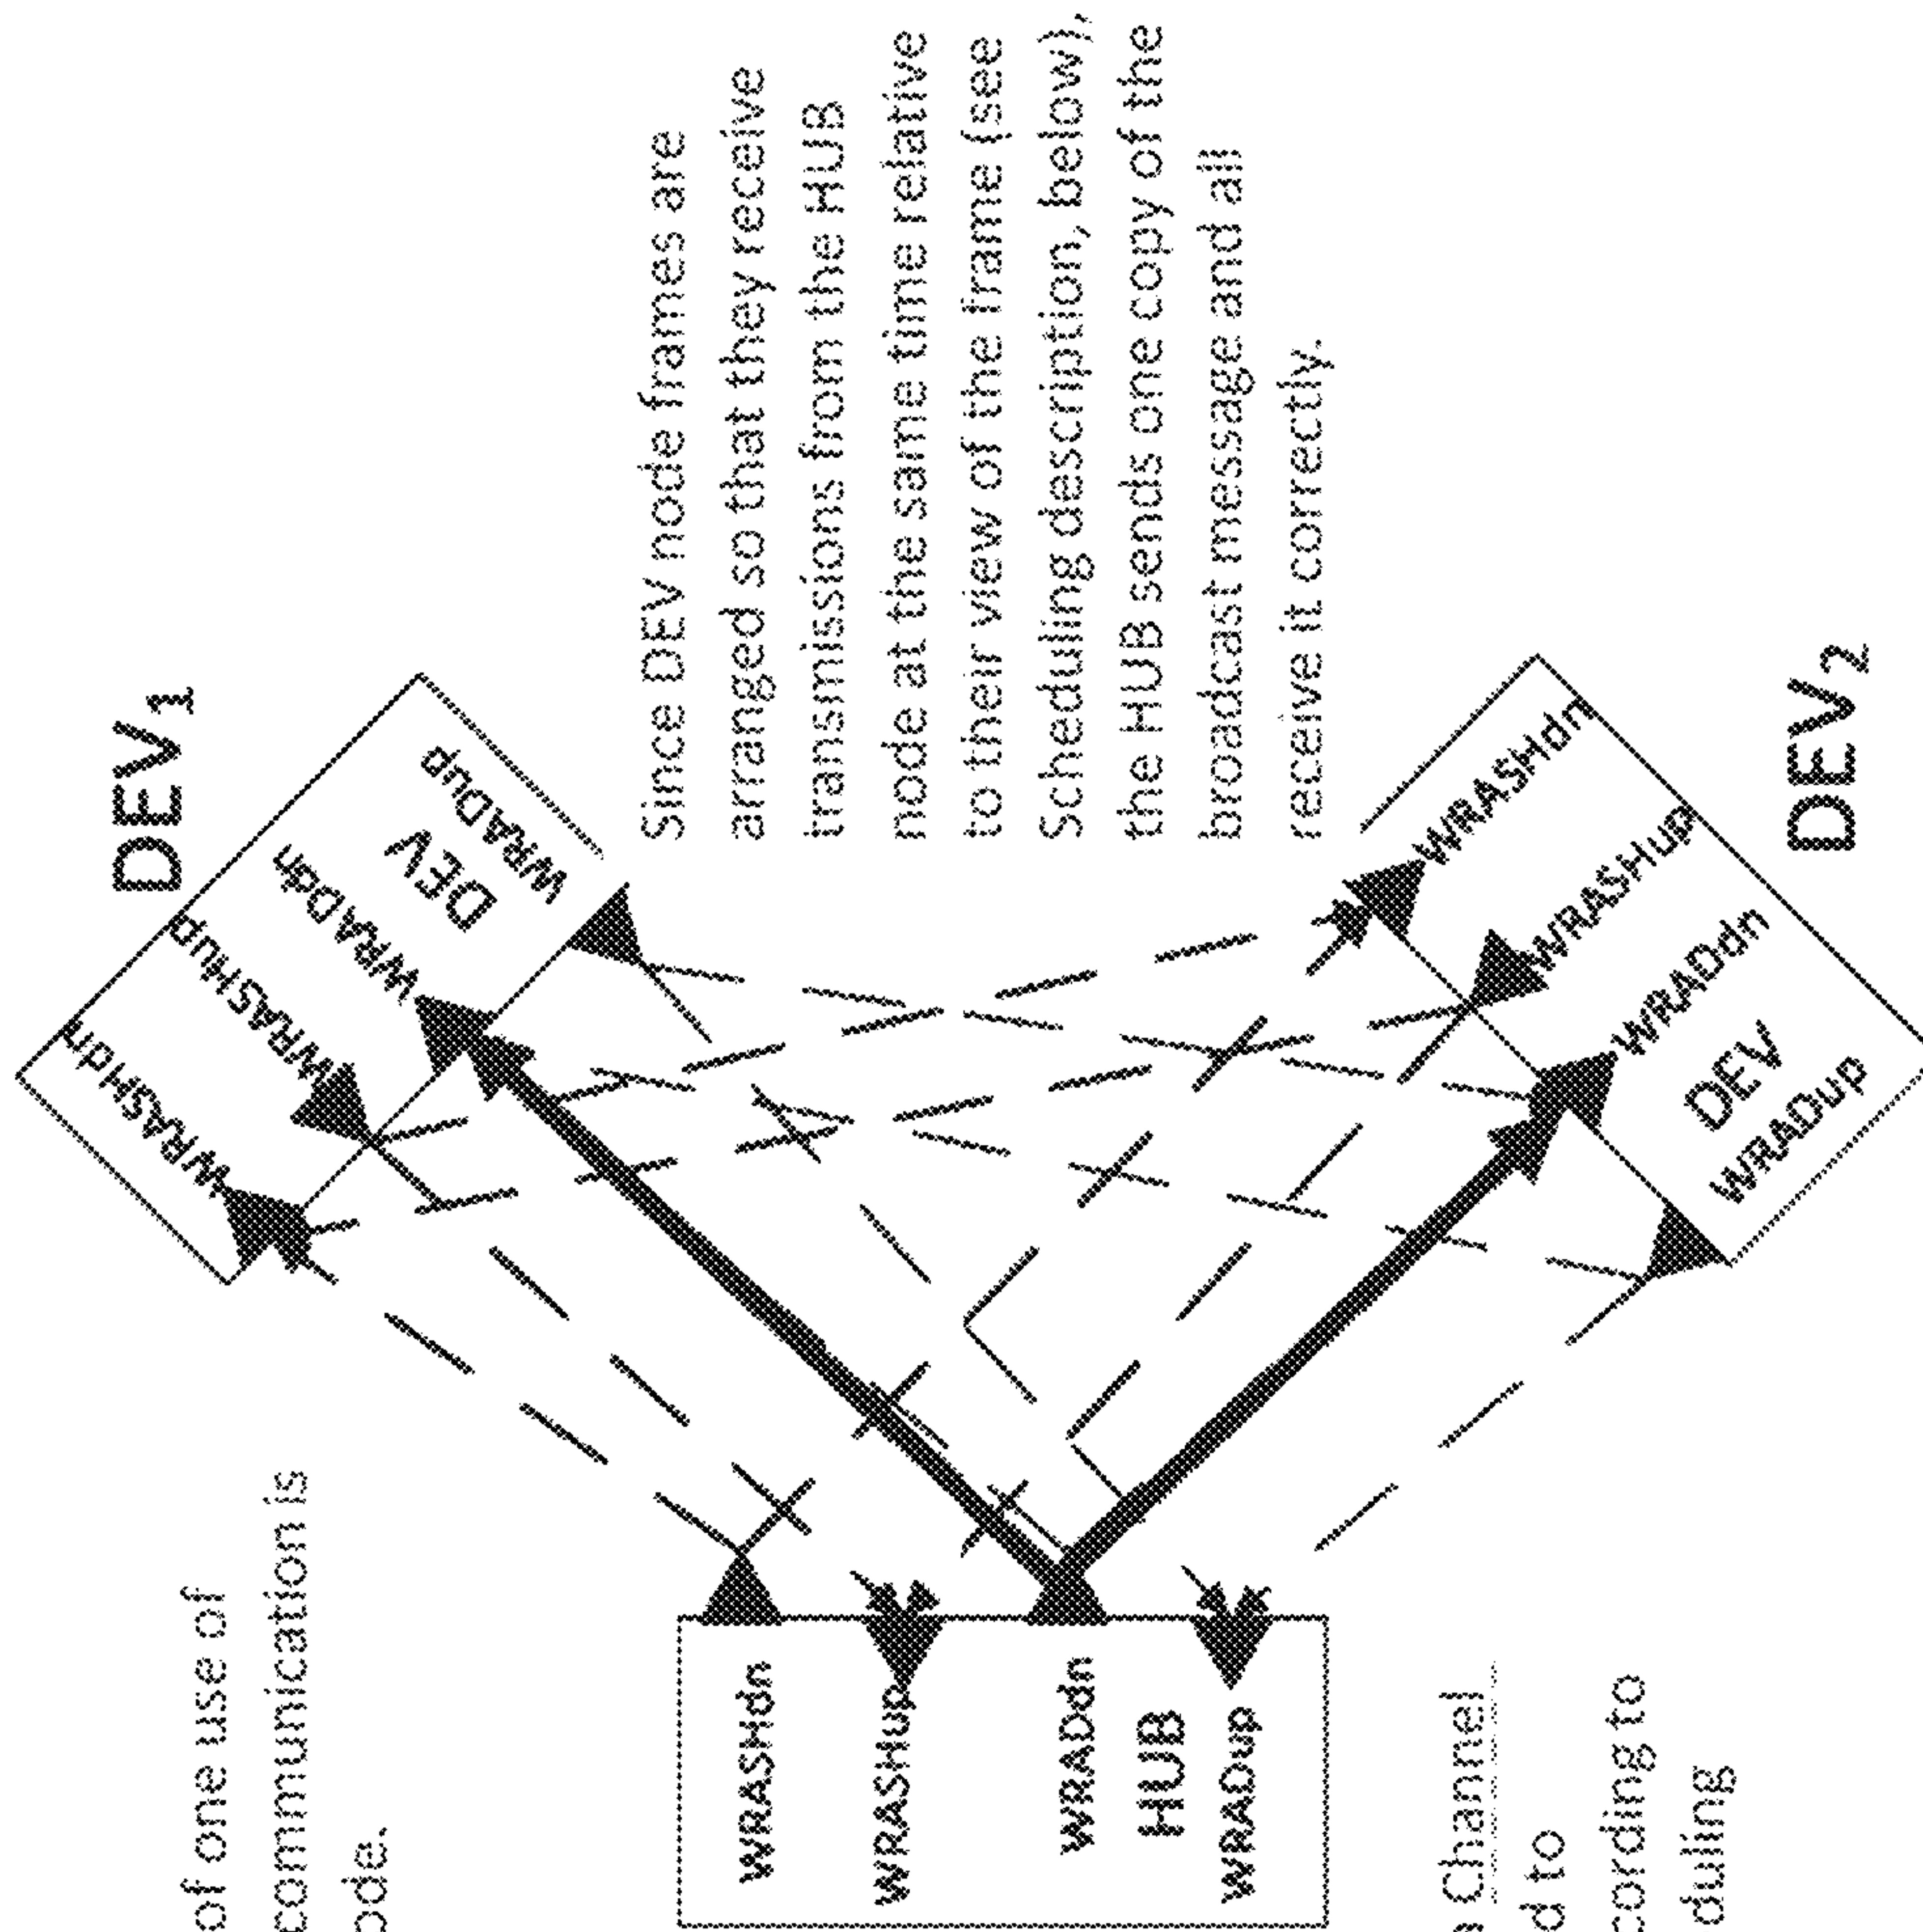 of one use of
communication is
ode.
DEV1
WRASHdn
WRASHup
WRADdn
DEV
WRADup
Since DEV node frames are
arranged so that they receive
transmissions from the HUB
node at the same time relative
to their view of the frame (see
Scheduling description, below),
the HUB sends one copy of the
broadcast message and all
receive it correctly.
WRASHdn
WRASHup
WRADdn
HUB
WRADup
WRASHdn
WRASHup
WRADdn
DEV
WRADup
DEV2
Channel
d to
cording to
duling